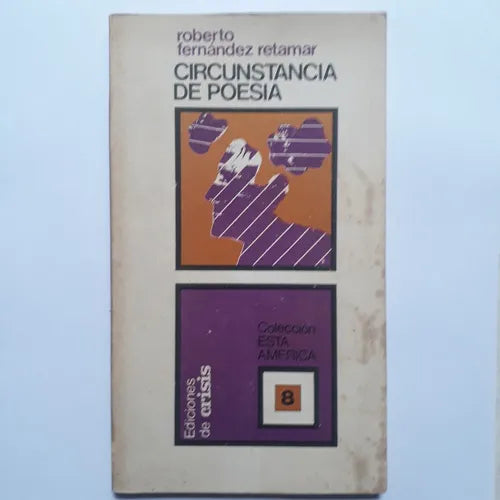 roberto
fernández retamar
CIRCUNSTANCIA
DE POESIA
Colección
ESTA
AMERICA
8
Ediciones
de crisis